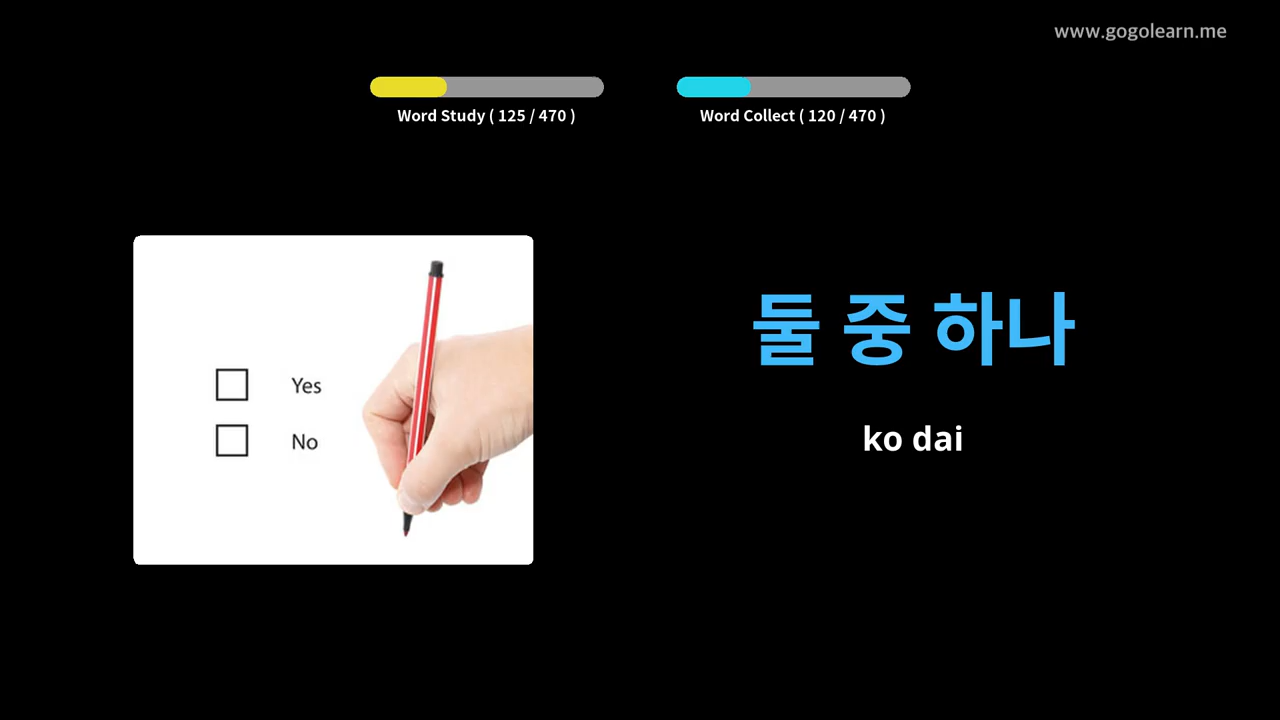 www.gogolearn.me
Word Study ( 125 / 470 )
Word Collect ( 120 / 470 )
Yes
No
둘 중 하나
ko dai